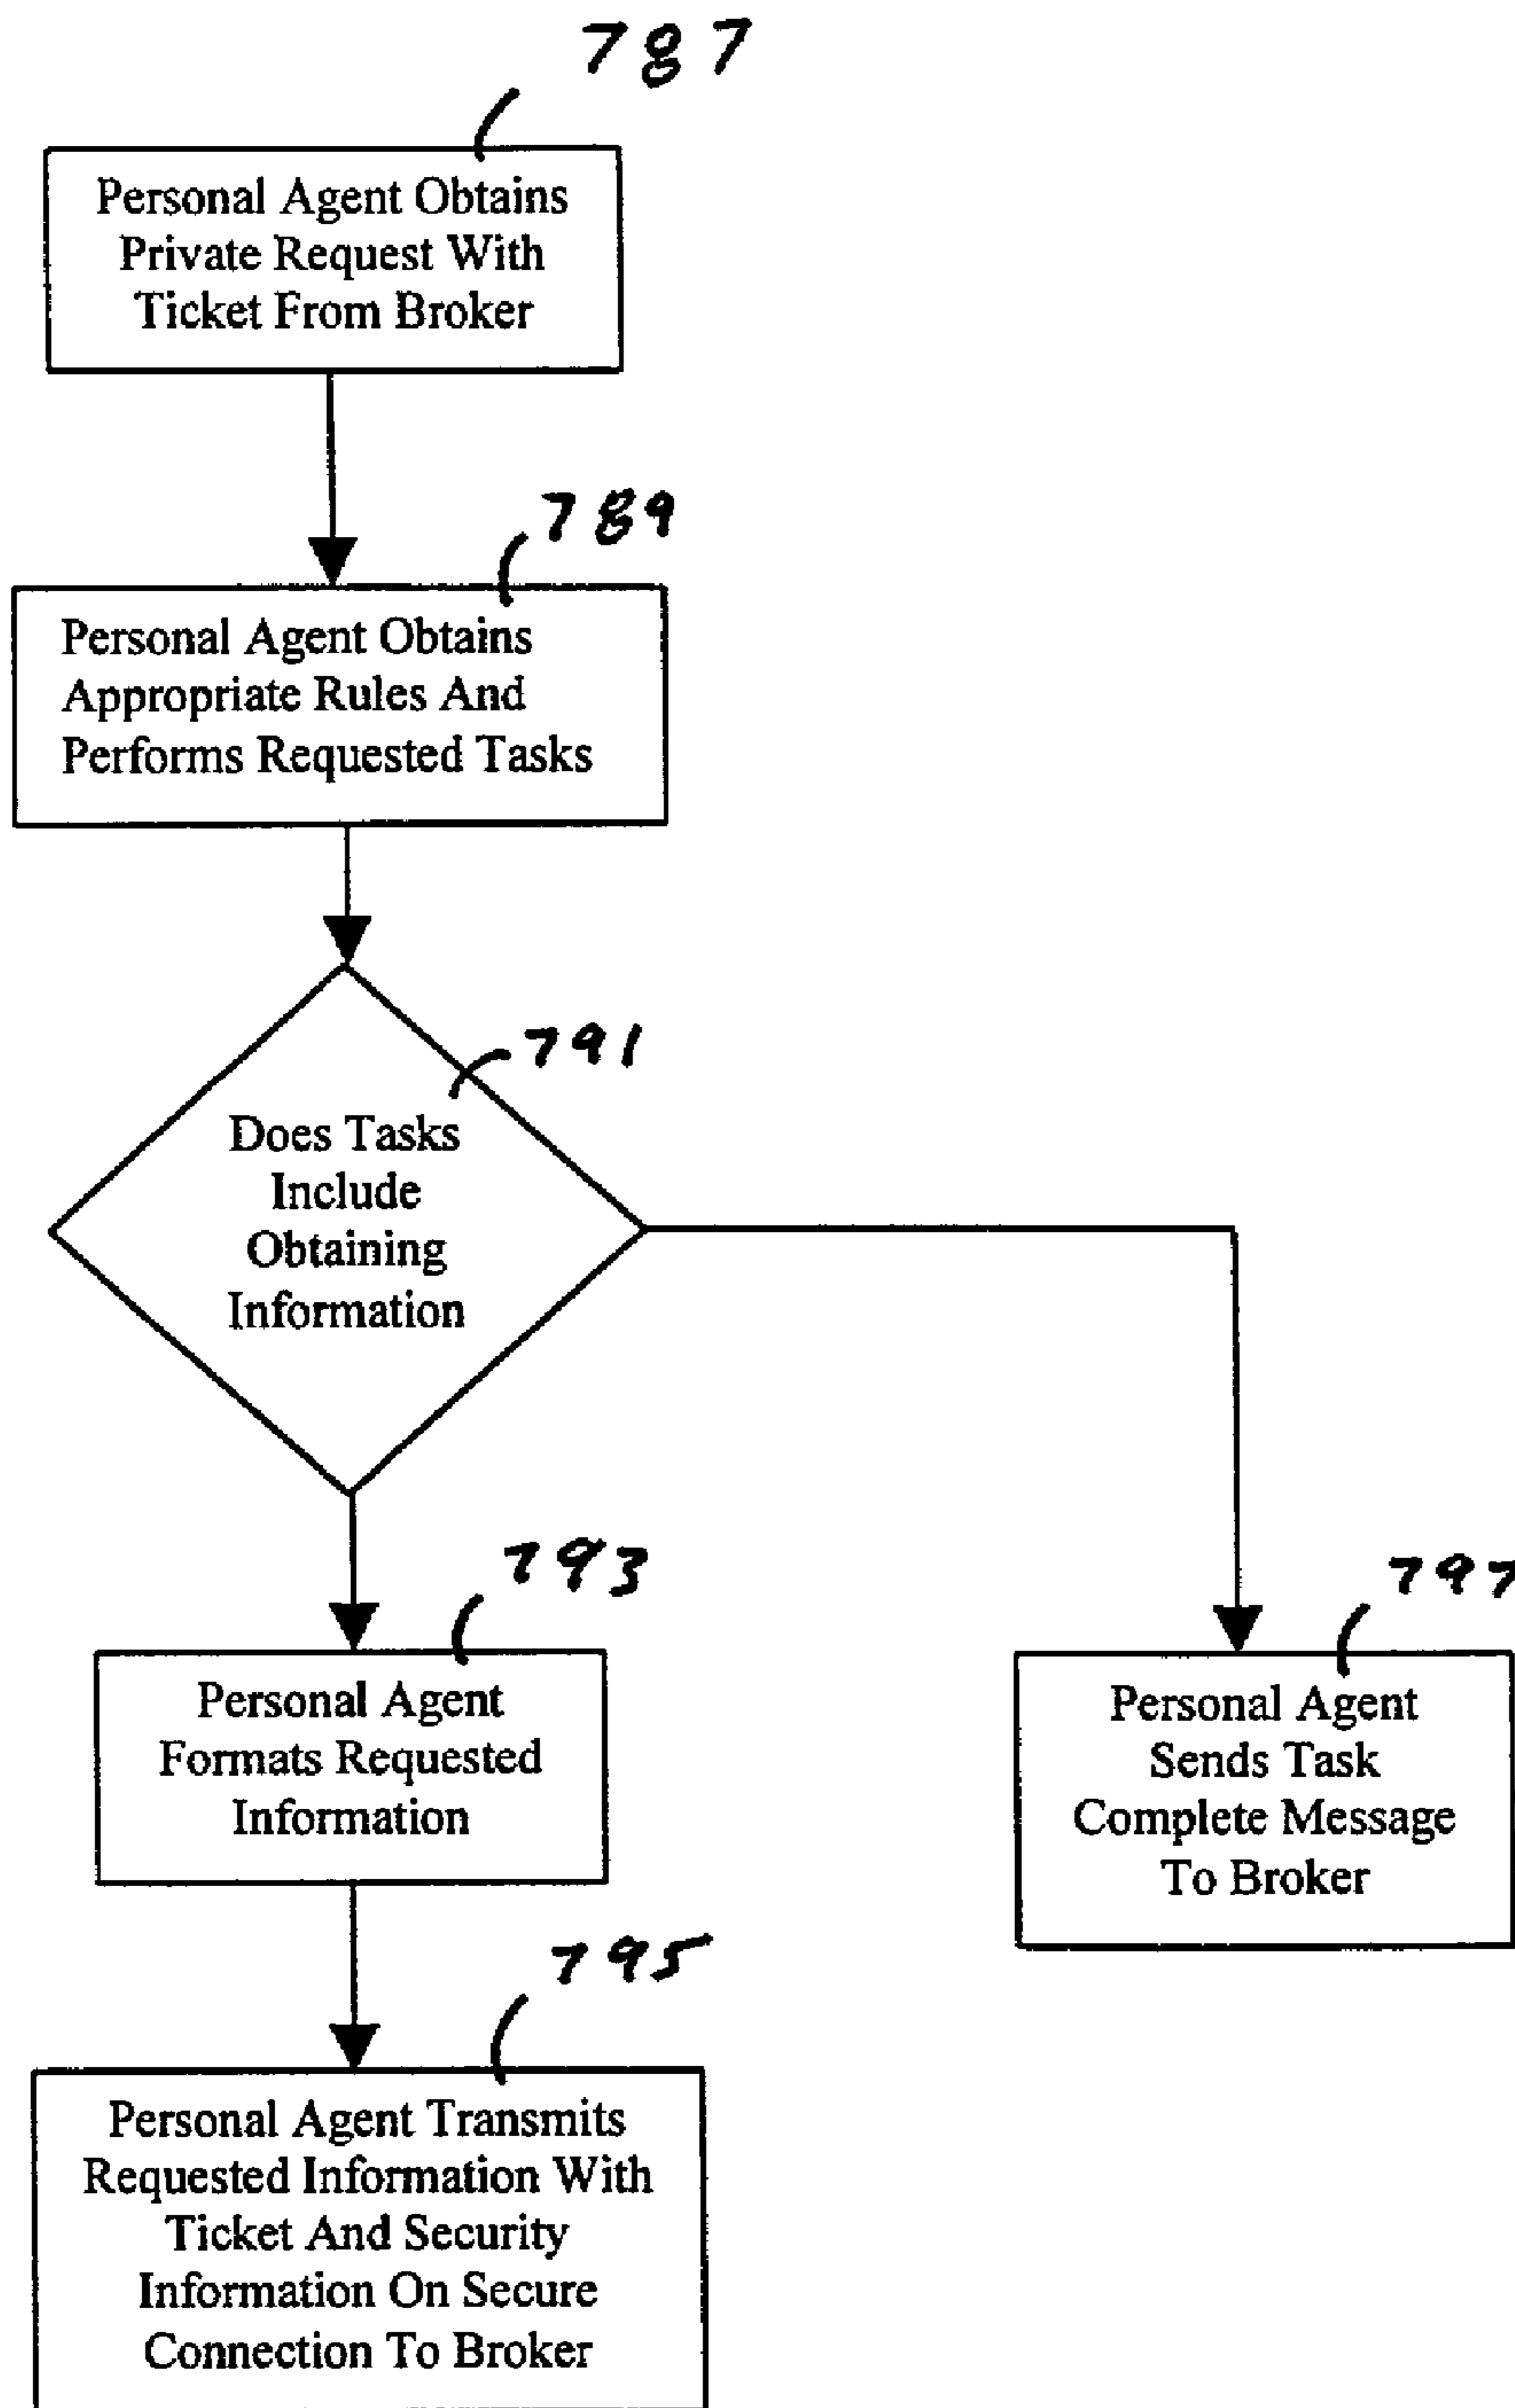 787
Personal Agent Obtains
Private Request With
Ticket From Broker
789
Personal Agent Obtains
Appropriate Rules And
Performs Requested Tasks
791
Does Tasks
Include
Obtaining
Information
793
Personal Agent
Formats Requested
Information
797
Personal Agent
Sends Task
Complete Message
To Broker
795
Personal Agent Transmits
Requested Information With
Ticket And Security
Information On Secure
Connection To Broker